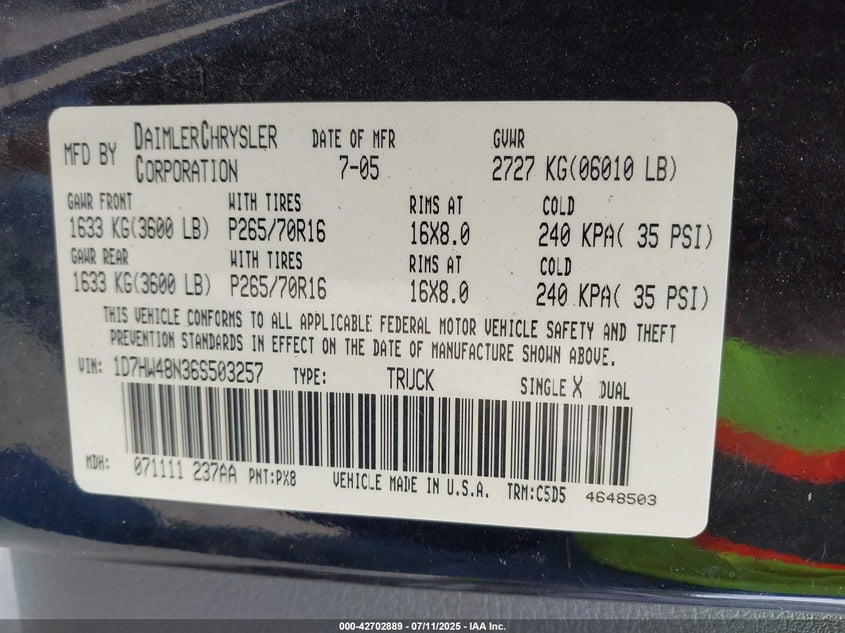 MFD BY DAIMLERCHRYSLER CORPORATION DATE OF MFR 7-05 GVWR 2727 KG(06010 LB)
GAWR FRONT WITH TIRES RIMS AT COLD
1633 KG(3600 LB) P265/70R16 16X8.0 240 KPA( 35 PSI)
GAWR REAR WITH TIRES RIMS AT COLD
1633 KG(3600 LB) P265/70R16 16X8.0 240 KPA( 35 PSI)
THIS VEHICLE CONFORMS TO ALL APPLICABLE FEDERAL MOTOR VEHICLE SAFETY AND THEFT
PREVENTION STANDARDS IN EFFECT ON THE DATE OF MANUFACTURE SHOWN ABOVE.
VIN: 1D7HW48N36S503257 TYPE: TRUCK SINGLE X DUAL
MDH: 071111 237AA PNT:PX8 VEHICLE MADE IN U.S.A. TRM:C5D5 4648503
000-42702889 - 07/11/2025 - IAA Inc.